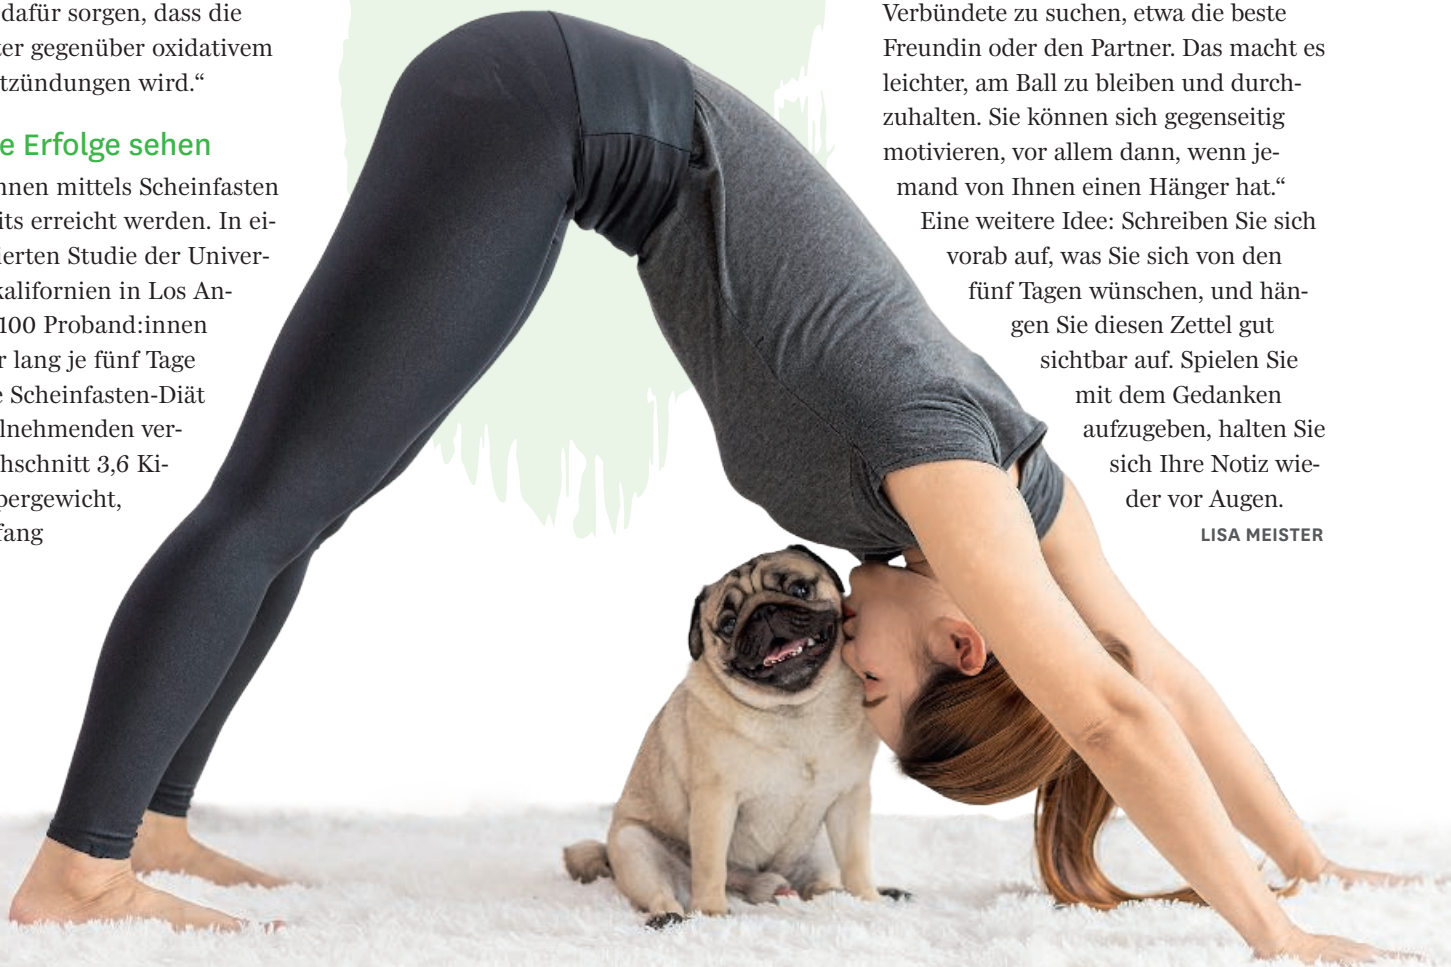 dafür sorgen, dass die
ter gegenüber oxidativem
tzündungen wird.“
e Erfolge sehen
nnen mittels Scheinfasten
its erreicht werden. In ei-
ierten Studie der Univer-
kalifornien in Los An-
100 Proband:innen
r lang je fünf Tage
e Scheinfasten-Diät
lnehmenden ver-
hschnitt 3,6 Ki-
pergewicht,
fang
Verbündete zu suchen, etwa die beste
Freundin oder den Partner. Das macht es
leichter, am Ball zu bleiben und durch-
zuhalten. Sie können sich gegenseitig
motivieren, vor allem dann, wenn je-
mand von Ihnen einen Hänger hat.“
Eine weitere Idee: Schreiben Sie sich
vorab auf, was Sie sich von den
fünf Tagen wünschen, und hän-
gen Sie diesen Zettel gut
sichtbar auf. Spielen Sie
mit dem Gedanken
aufzugeben, halten Sie
sich Ihre Notiz wie-
der vor Augen.
LISA MEISTER